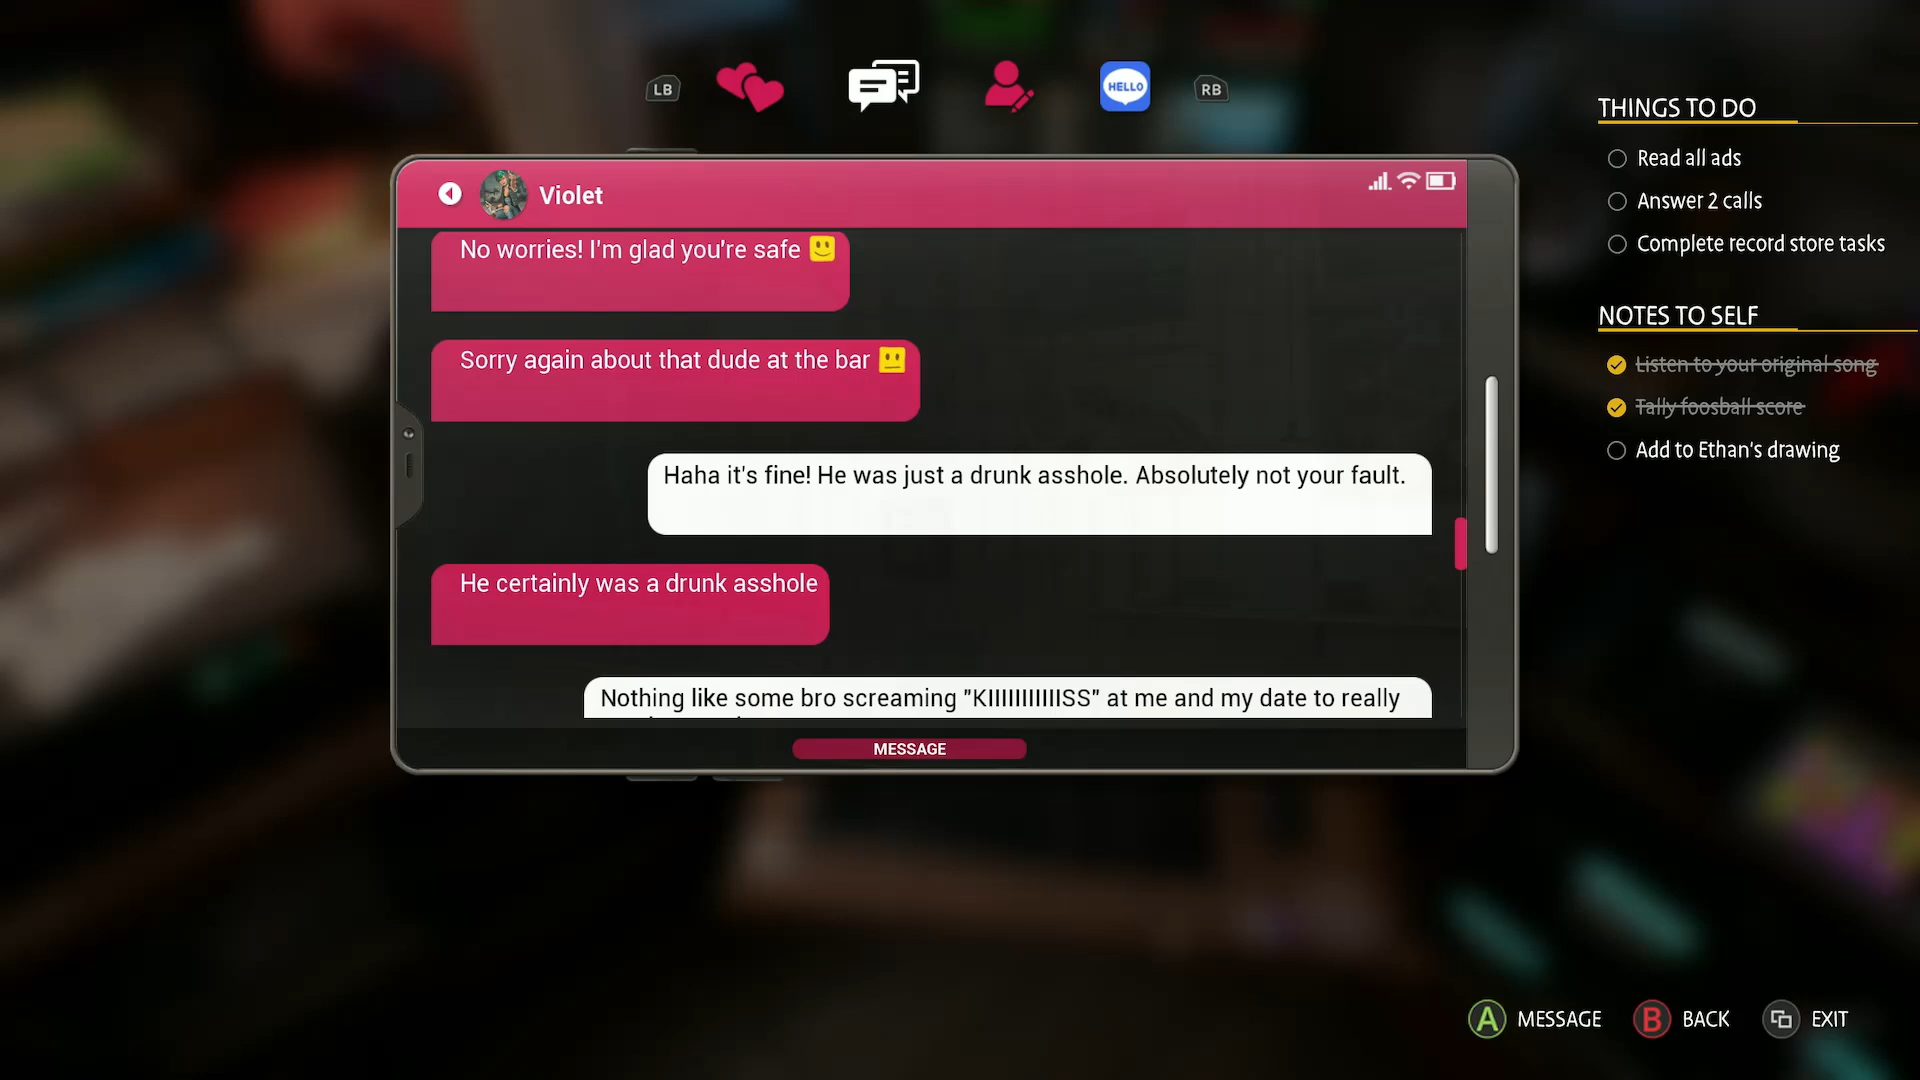 LB
HELLO
RB
THINGS TO DO
Read all ads
Answer 2 calls
Complete record store tasks
NOTES TO SELF
Listen to your original song
Tally foosball score
Add to Ethan's drawing
Violet
No worries! I'm glad you're safe
Sorry again about that dude at the bar
Haha it's fine! He was just a drunk asshole. Absolutely not your fault.
He certainly was a drunk asshole
Nothing like some bro screaming "KIIIIIIIIIIISS" at me and my date to really
MESSAGE
A MESSAGE
B BACK
EXIT